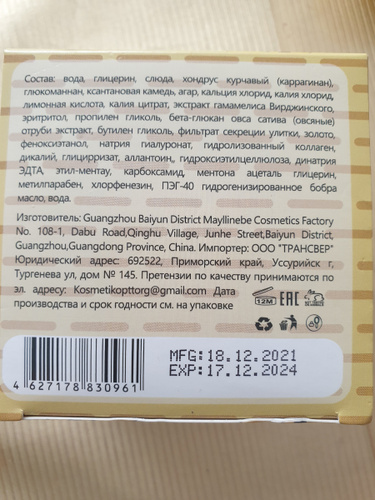 Состав: вода, глицерин, слюда, хондрус курчавый (каррагинан),
глюкоманнан, ксантановая камедь, агар, кальция хлорид, калия хлорид,
лимонная кислота, калия цитрат, экстракт гамамелиса Вирджинского,
эритритол, пропилен гликоль, бета-глюкан овса сатива (овсяные)
отруби экстракт, бутилен гликоль, фильтрат секреции улитки, золото,
феноксиэтанол, натрия гиалуронат, гидролизованный коллаген,
дикалий, глицирризат, аллантоин, гидроксиэтилцеллюлоза, динатрия
ЭДТА, этил-ментау, карбоксамид, ментона ацеталь глицерин,
метилпарабен, хлорфенезин, ПЭГ-40 гидрогенизированное бобра
масло, вода.
Изготовитель: Guangzhou Baiyun District Mayllinebe Cosmetics Factory
No. 108-1, Dabu Road,Qinghu Village, Junhe Street,Baiyun District,
Guangzhou,Guangdong Province, China. Импортер: ООО "ТРАНСВЕР"
Юридический адрес: 692522, Приморский край, Уссурийск г,
Тургенева ул, дом № 145. Претензии по качеству принимаются по
эл. адресу: Kosmetikopttorg@gmail.com Дата
производства и срок годности см. на упаковке
12M EAC
MFG:18.12.2021
EXP:17.12.2024
4 627178 830961